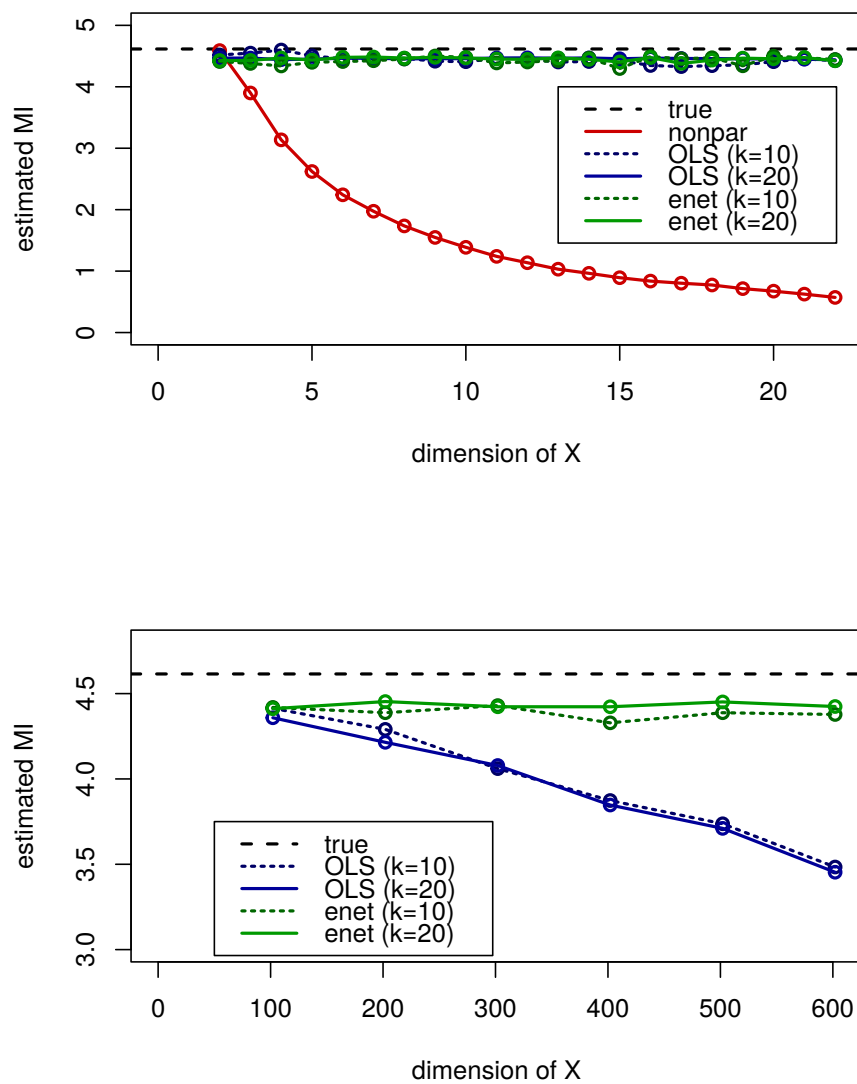 estimated MI
5
4
3
2
1
0
true
nonpar
OLS (k=10)
OLS (k=20)
enet (k=10)
enet (k=20)
0 5 10 15 20
dimension of X
estimated MI
4.5
4.0
3.5
3.0
true
OLS (k=10)
OLS (k=20)
enet (k=10)
enet (k=20)
0 100 200 300 400 500 600
dimension of X